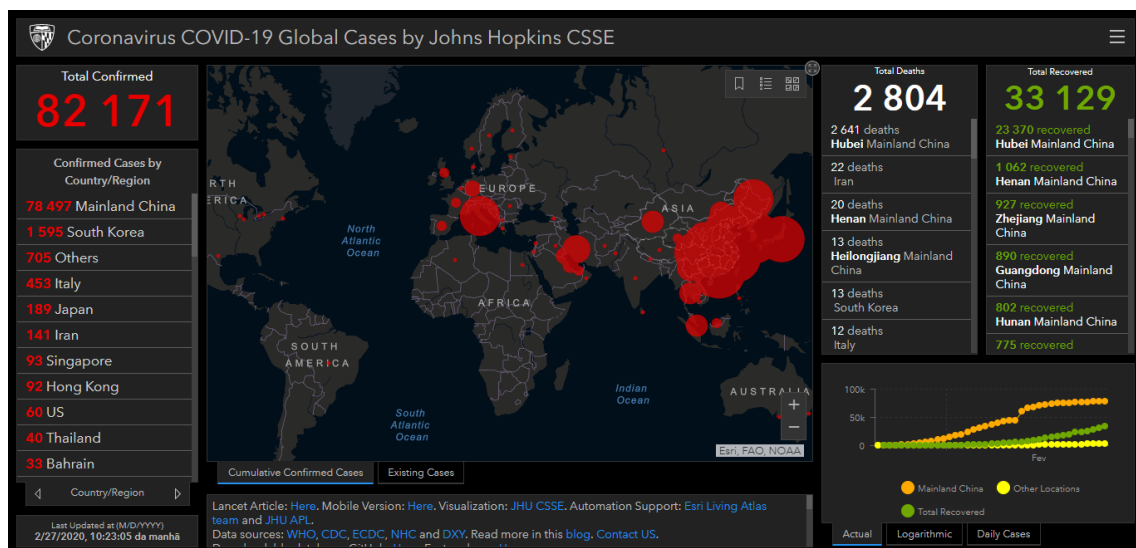 Coronavirus COVID-19 Global Cases by Johns Hopkins CSSE
Total Confirmed
82 171
Confirmed Cases by
Country/Region
78 497 Mainland China
1 595 South Korea
705 Others
453 Italy
189 Japan
141 Iran
93 Singapore
92 Hong Kong
60 US
40 Thailand
33 Bahrain
Country/Region
Last Updated at (M/D/YYYY)
2/27/2020, 10:23:05 da manhã
RTH
ERICA
North
Atlantic
Ocean
EUROPE
ASIA
AFRICA
SOUTH
AMERICA
South
Atlantic
Ocean
Indian
Ocean
AUSTRALIA
+
−
Esri, FAO, NOAA
Cumulative Confirmed Cases
Existing Cases
Lancet Article: Here. Mobile Version: Here. Visualization: JHU CSSE. Automation Support: Esri Living Atlas
team and JHU APL.
Data sources: WHO, CDC, ECDC, NHC and DXY. Read more in this blog. Contact US.
Total Deaths
2 804
2 641 deaths
Hubei Mainland China
22 deaths
Iran
20 deaths
Henan Mainland China
13 deaths
Heilongjiang Mainland
China
13 deaths
South Korea
12 deaths
Italy
Total Recovered
33 129
23 370 recovered
Hubei Mainland China
1 062 recovered
Henan Mainland China
927 recovered
Zhejiang Mainland
China
890 recovered
Guangdong Mainland
China
802 recovered
Hunan Mainland China
775 recovered
100k
50k
0
Fev
Mainland China
Other Locations
Total Recovered
Actual
Logarithmic
Daily Cases